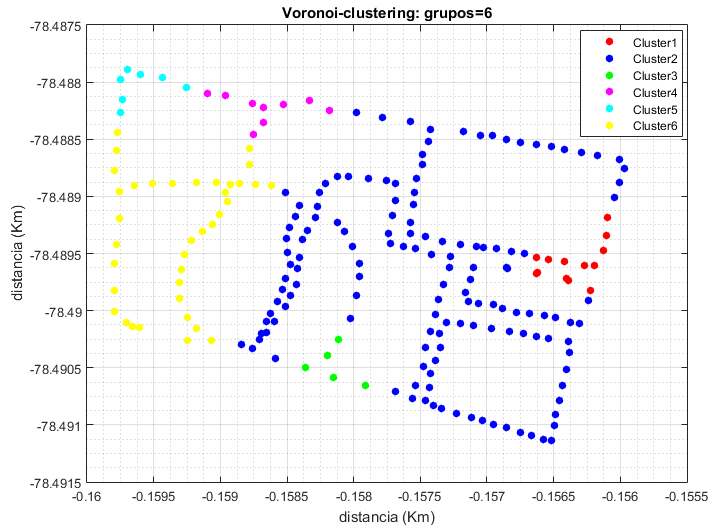 Voronoi-clustering: grupos=6
Cluster1
Cluster2
Cluster3
Cluster4
Cluster5
Cluster6
distancia (Km)
-78.4875
-78.488
-78.4885
-78.489
-78.4895
-78.49
-78.4905
-78.491
-78.4915
-0.16 -0.1595 -0.159 -0.1585 -0.158 -0.1575 -0.157 -0.1565 -0.156 -0.1555
distancia (Km)